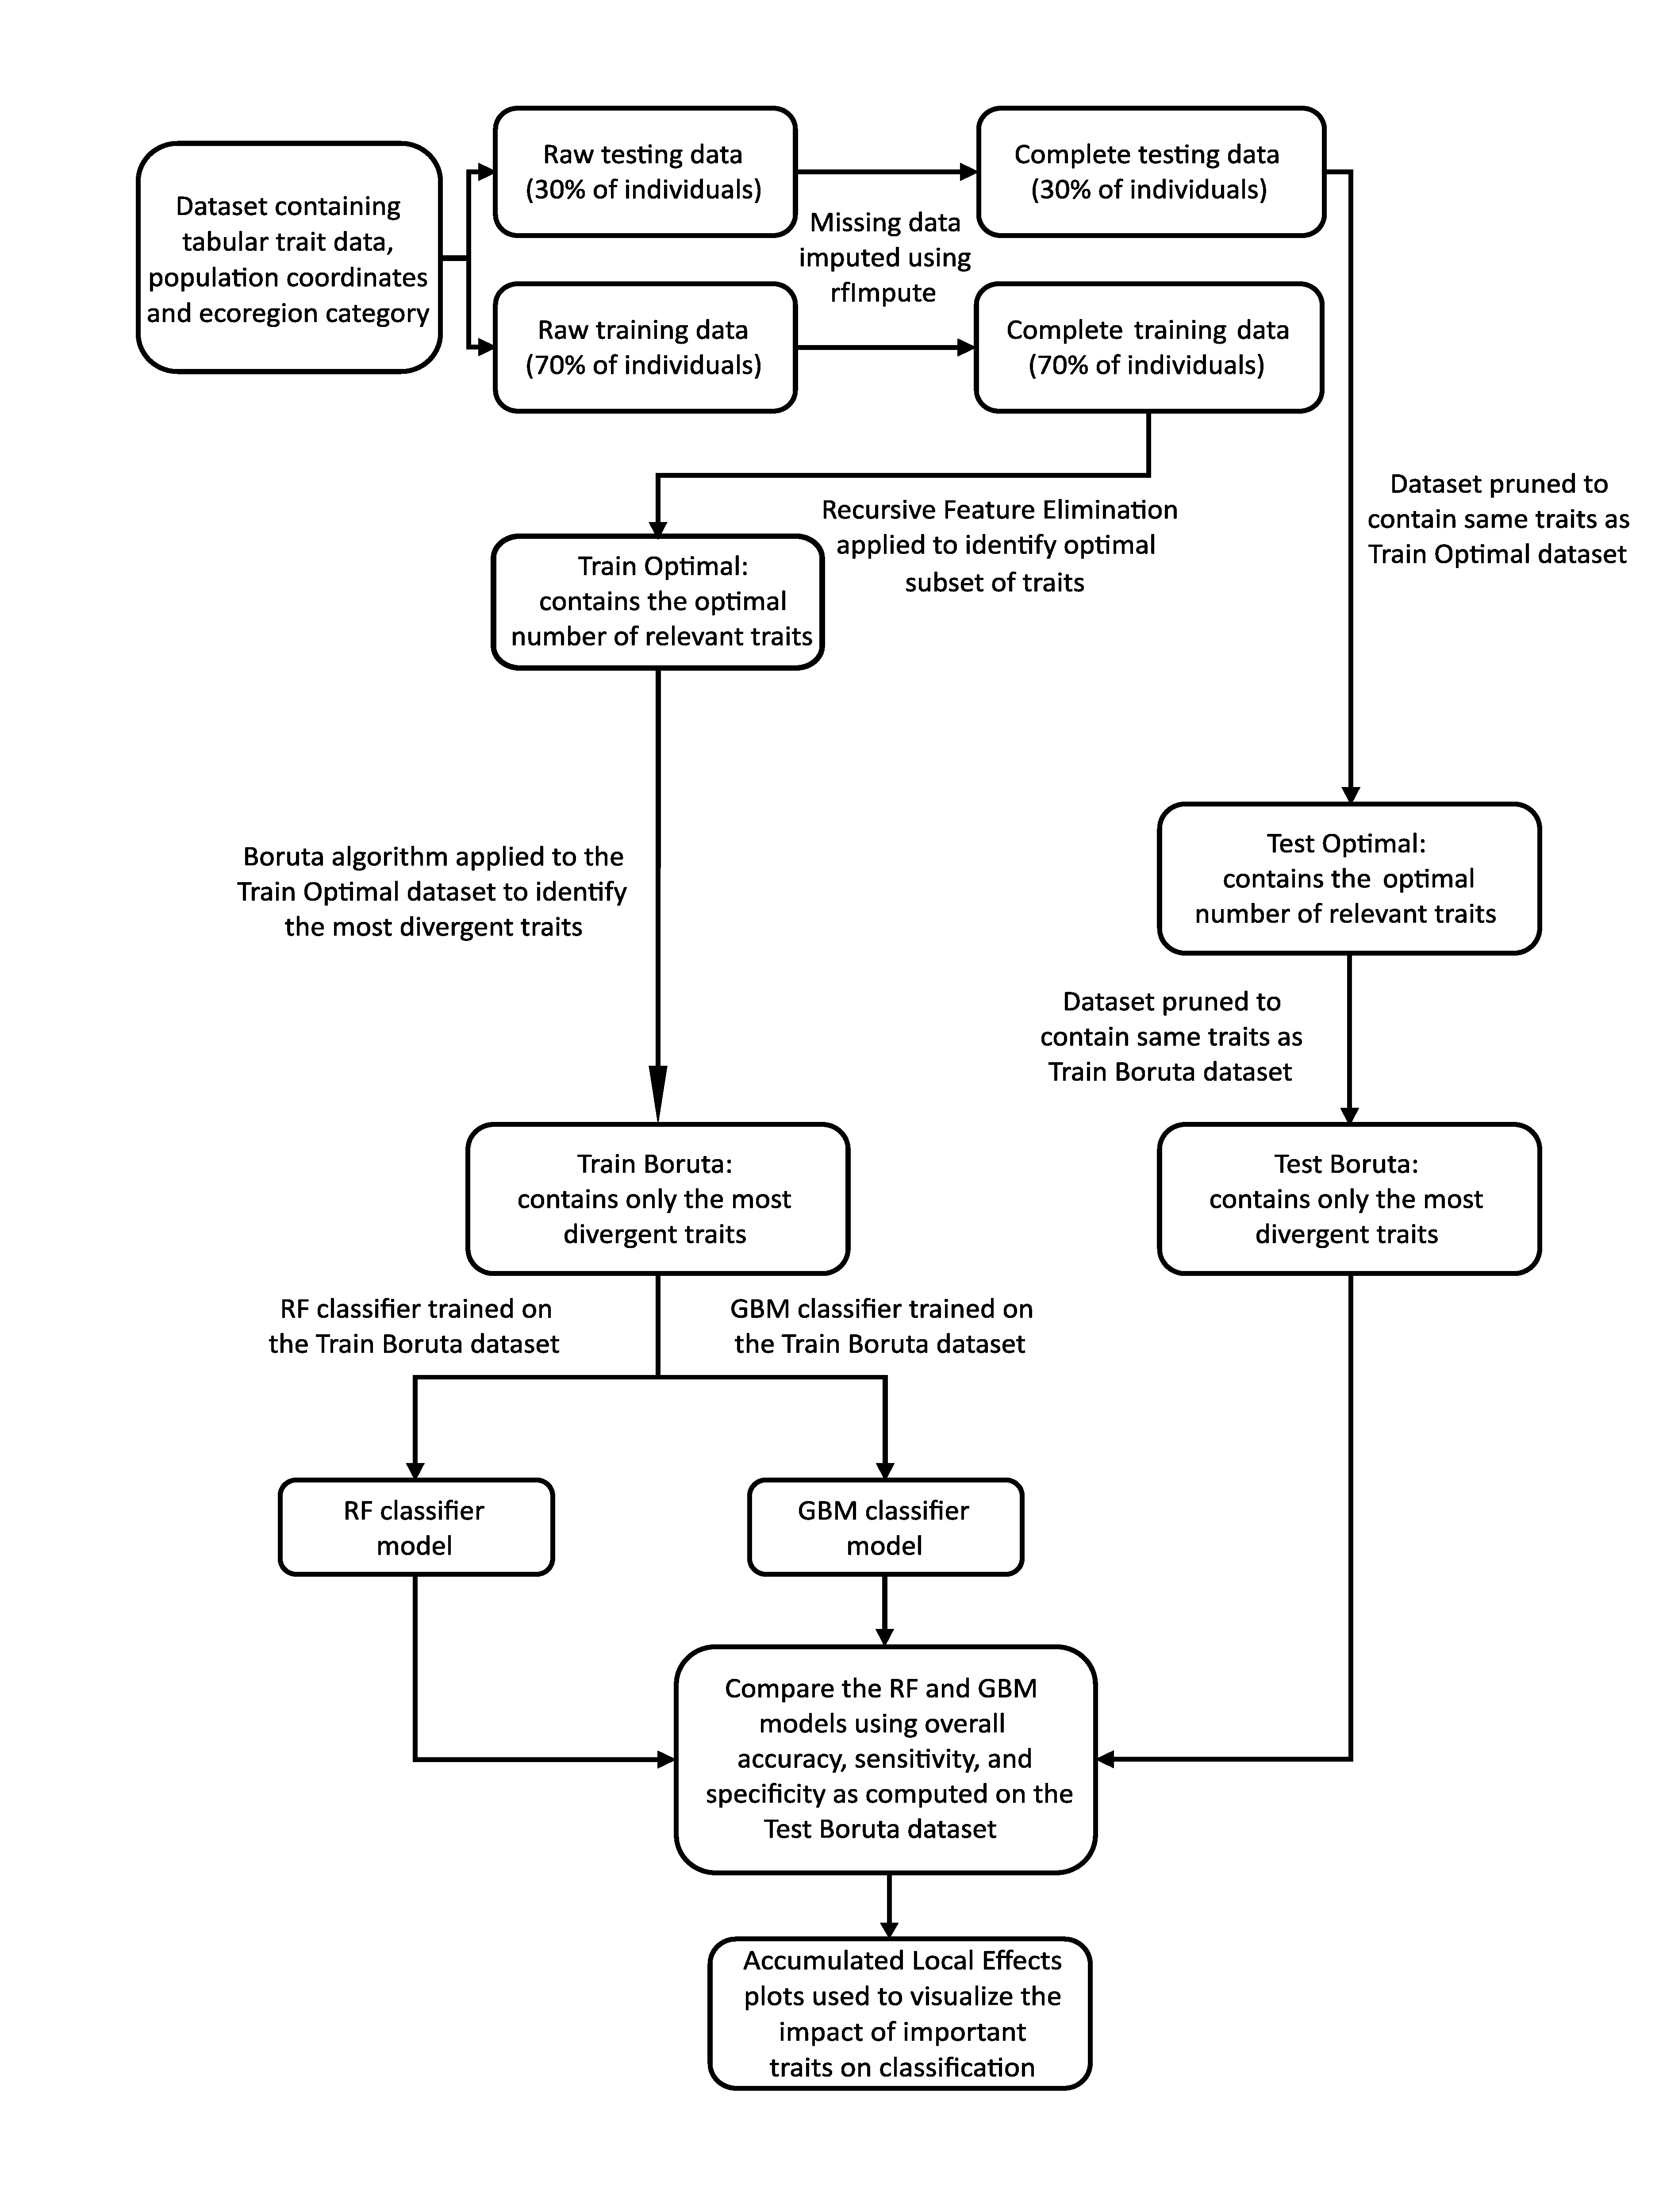 Dataset containing
tabular trait data,
population coordinates
and ecoregion category
Raw testing data
(30% of individuals)
Complete testing data
(30% of individuals)
Missing data
imputed using
rfImpute
Raw training data
(70% of individuals)
Complete training data
(70% of individuals)
Recursive Feature Elimination
applied to identify optimal
subset of traits
Dataset pruned to
contain same traits as
Train Optimal dataset
Train Optimal:
contains the optimal
number of relevant traits
Boruta algorithm applied to the
Train Optimal dataset to identify
the most divergent traits
Test Optimal:
contains the optimal
number of relevant traits
Dataset pruned to
contain same traits as
Train Boruta dataset
Train Boruta:
contains only the most
divergent traits
Test Boruta:
contains only the most
divergent traits
RF classifier trained on
the Train Boruta dataset
GBM classifier trained on
the Train Boruta dataset
RF classifier
model
GBM classifier
model
Compare the RF and GBM
models using overall
accuracy, sensitivity, and
specificity as computed on the
Test Boruta dataset
Accumulated Local Effects
plots used to visualize the
impact of important
traits on classification